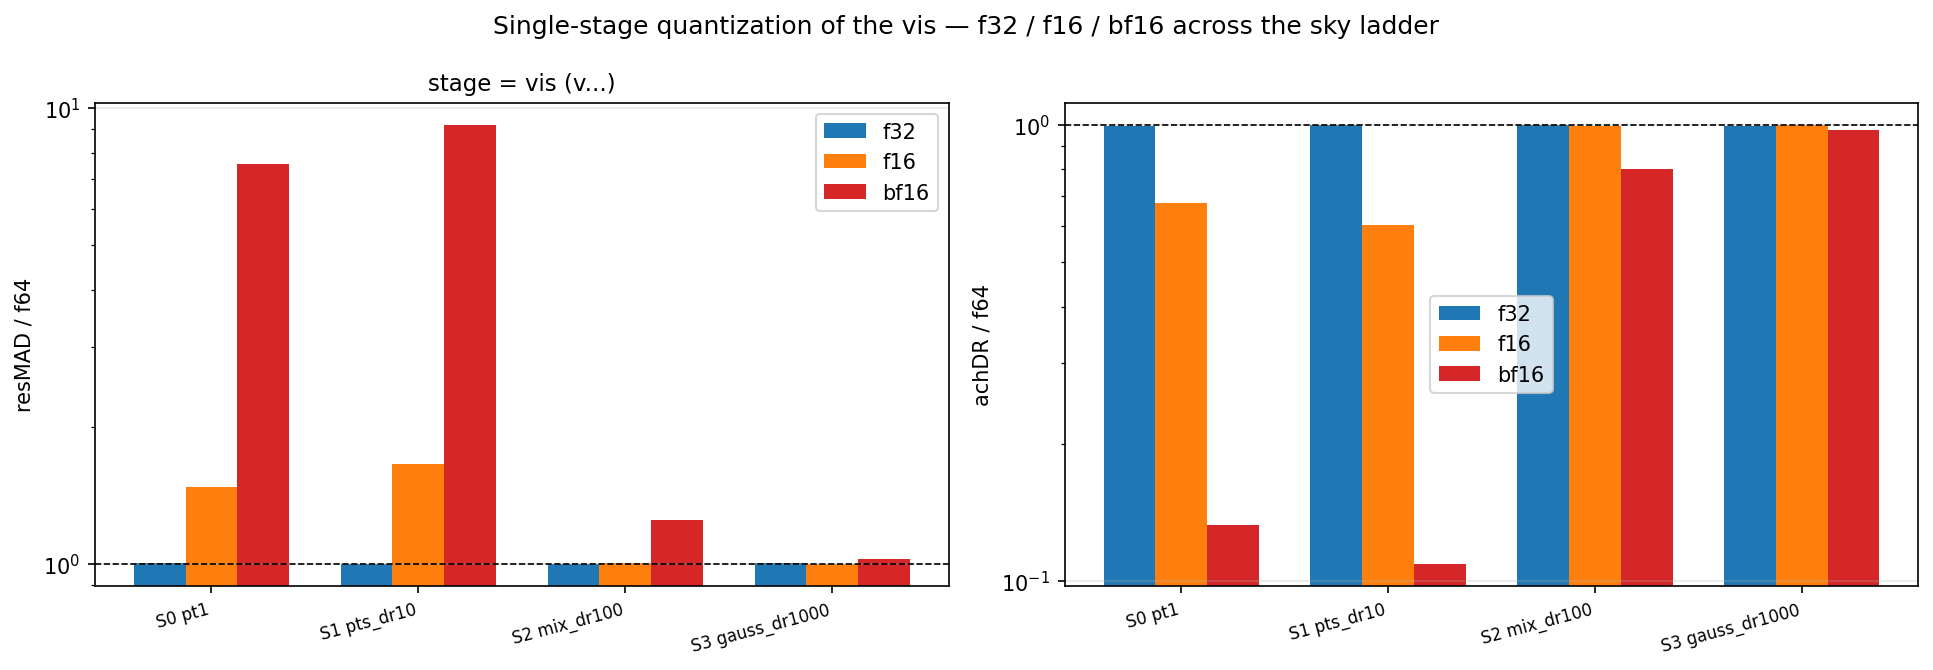 Single-stage quantization of the vis — f32 / f16 / bf16 across the sky ladder
stage = vis (v...)
resMAD / f64
10¹
10⁰
f32
f16
bf16
S0 pt1
S1 pts_dr10
S2 mix_dr100
S3 gauss_dr1000
achDR / f64
10⁰
10⁻¹
f32
f16
bf16
S0 pt1
S1 pts_dr10
S2 mix_dr100
S3 gauss_dr1000